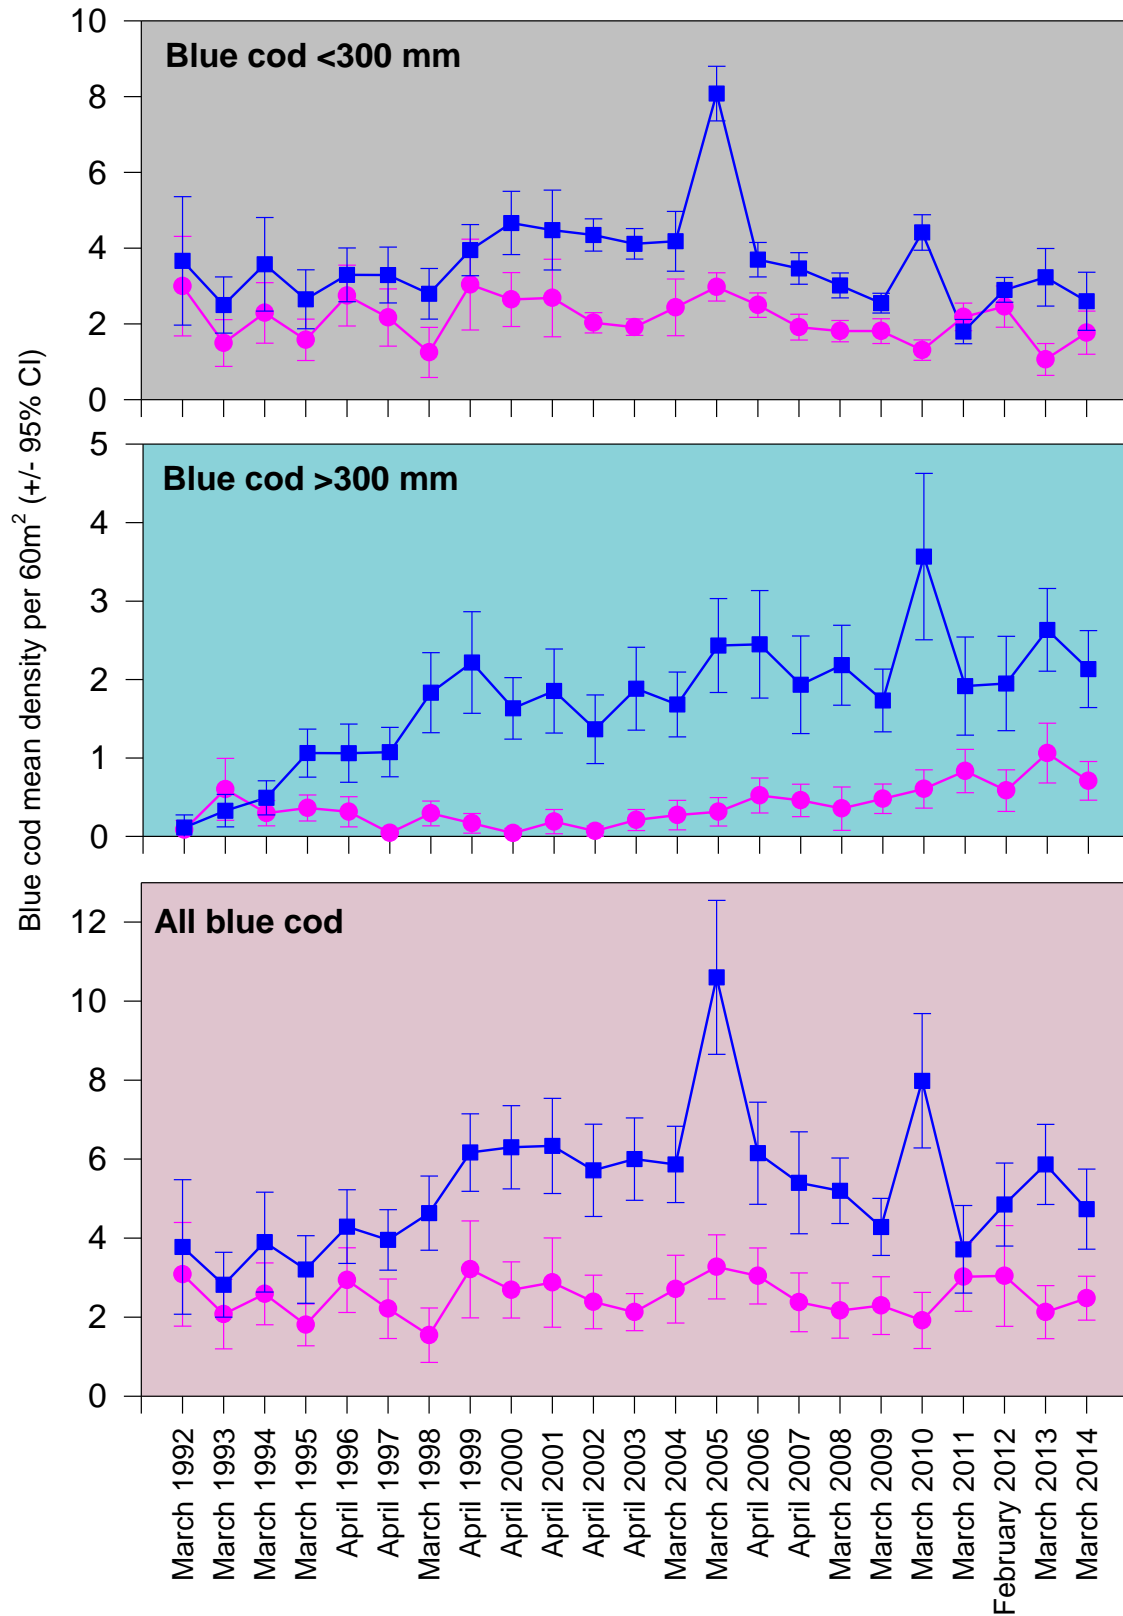 Blue cod mean density per 60m² (+/- 95% CI)
10
8
6
4
2
0
Blue cod <300 mm
5
4
3
2
1
0
Blue cod >300 mm
12
10
8
6
4
2
0
All blue cod
March 1992
March 1993
March 1994
March 1995
April 1996
April 1997
March 1998
April 1999
April 2000
April 2001
April 2002
April 2003
March 2004
March 2005
April 2006
April 2007
March 2008
March 2009
March 2010
March 2011
February 2012
March 2013
March 2014